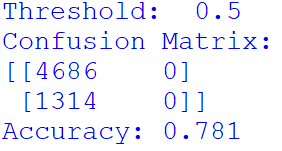 Threshold:  0.5
Confusion Matrix:
[[4686    0]
 [1314    0]]
Accuracy: 0.781